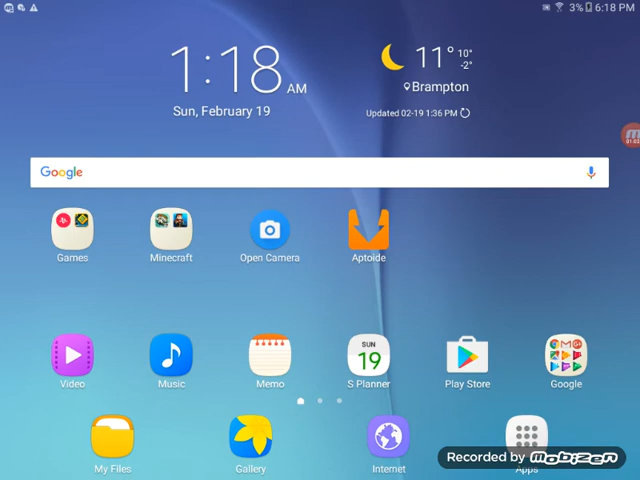 3% 6:18 PM
1:18 AM
Sun, February 19
11° 10°
-2°
Brampton
Updated 02-19 1:36 PM
01:03
Google
Games
Minecraft
Open Camera
Aptoide
SUN
19
Video
Music
Memo
S Planner
Play Store
Google
My Files
Gallery
Internet
Apps
Recorded by Mobizen